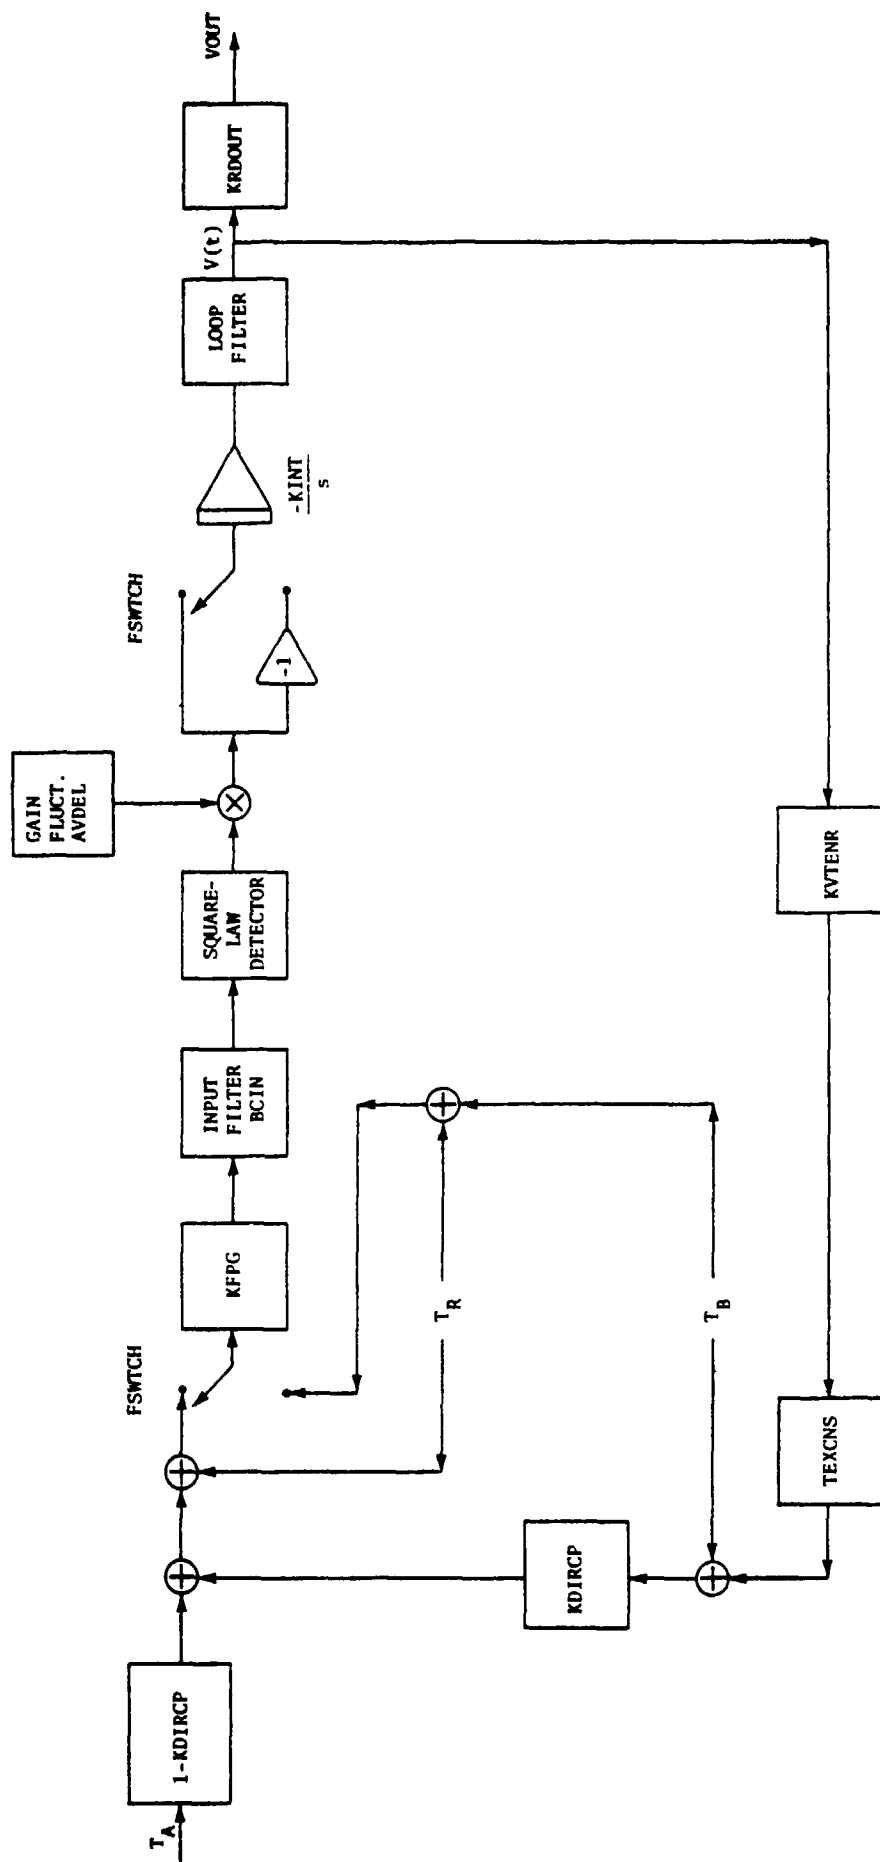 T_A
1-KDIRCP
FSWTCH
KFPG
INPUT
FILTER
BCIN
SQUARE-
LAW
DETECTOR
GAIN
FLUCT.
AVDEL
FSWTCH
-1
-KINT
s
LOOP
FILTER
V(t)
KRDOUT
VOUT
T_R
KDIRCP
T_B
TEXCNS
KVTENR